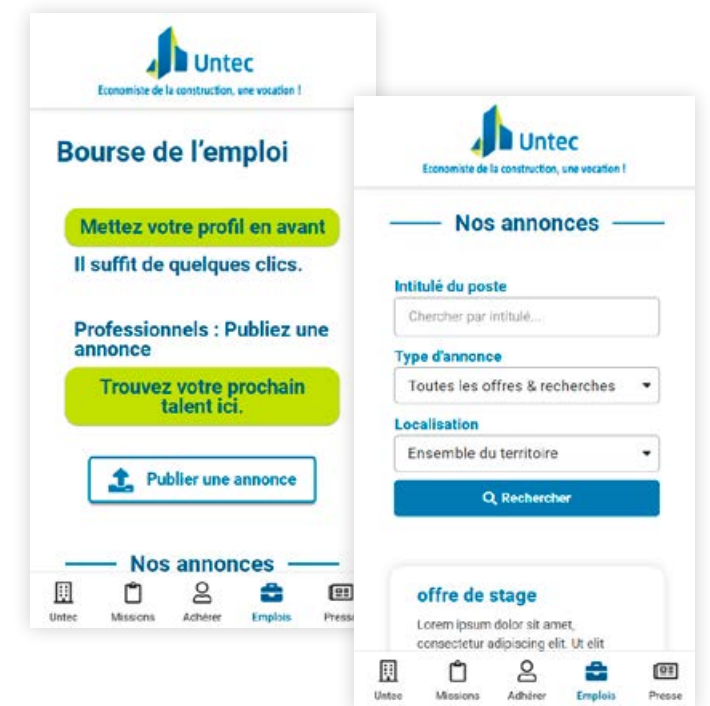 Untec
Economiste de la construction, une vocation !
Bourse de l'emploi
Mettez votre profil en avant
Il suffit de quelques clics.
Professionnels : Publiez une
annonce
Trouvez votre prochain
talent ici.
Publier une annonce
Nos annonces
Untec
Missions
Adhérer
Emplois
Presse
Untec
Economiste de la construction, une vocation !
Nos annonces
Intitulé du poste
Chercher par intitulé...
Type d'annonce
Toutes les offres & recherches
Localisation
Ensemble du territoire
Rechercher
offre de stage
Lorem ipsum dolor sit amet,
consectetur adipiscing elit. Ut elit
Untec
Missions
Adhérer
Emplois
Presse